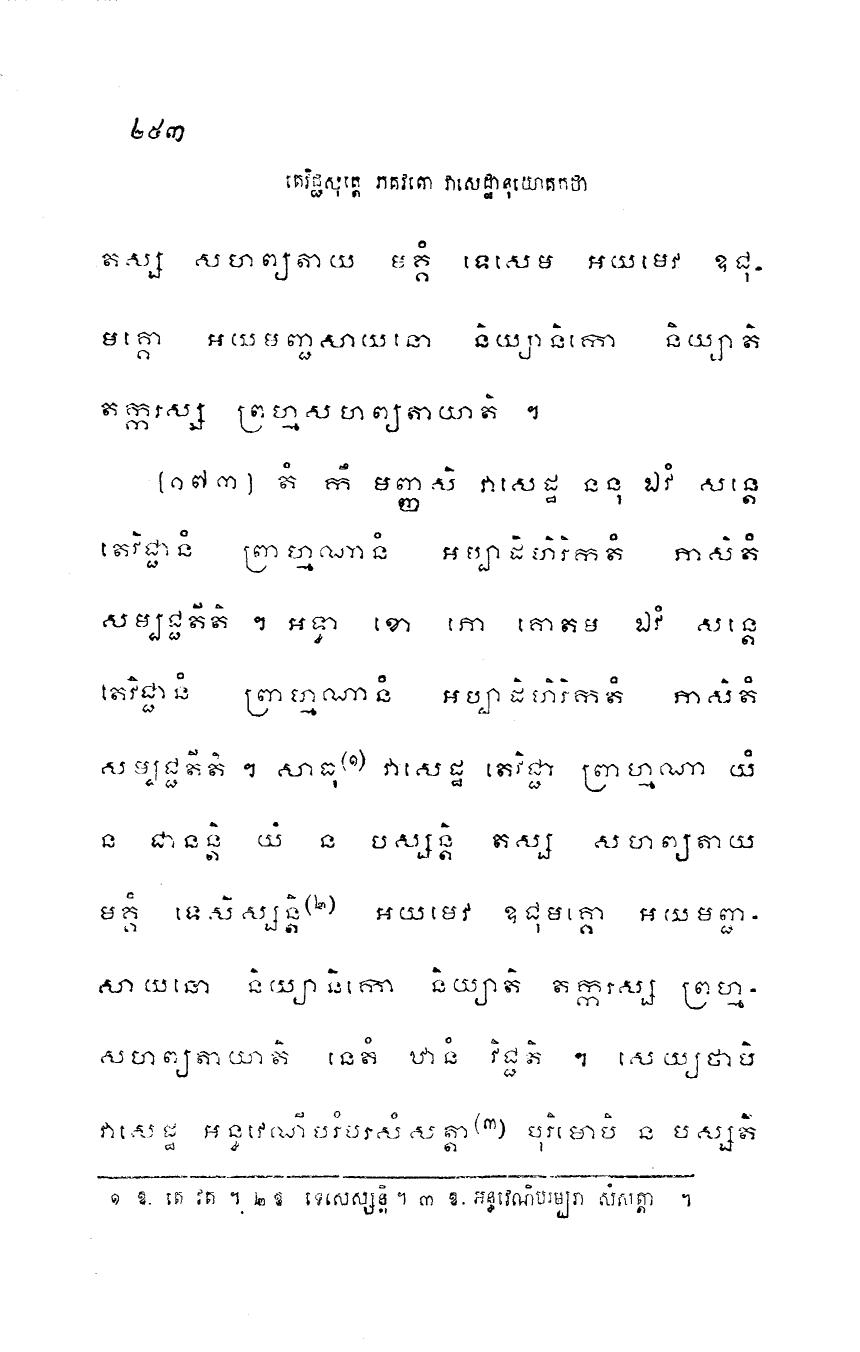 ២៥៣
តេវិជ្ជសុត្តេ ភគវតោ វាសេដ្ឋានុយោគកថា
តស្ស សហព្យតាយ មគ្គំ ទេសេម អយមេវ ឧជុ-
មគ្គោ អយមញ្ជសាយនោ និយ្យានិកោ និយ្យាតិ
តក្ករស្ស ព្រហ្មសហព្យតាយាតិ ។
(១៧៣) តំ កឹ មញ្ញសិ វាសេដ្ឋ ននុ ឯវំ សន្តេ
តេវិជ្ជានំ ព្រាហ្មណានំ អប្បាដិហិរិកតំ ភាសិតំ
សម្បជ្ជតីតិ ។ អទ្ធា ខោ ភោ គោតម ឯវំ សន្តេ
តេវិជ្ជានំ ព្រាហ្មណានំ អប្បាដិហិរិកតំ ភាសិតំ
សម្បជ្ជតីតិ ។ សាធុ(១) វាសេដ្ឋ តេវិជ្ជា ព្រាហ្មណា យំ
ន ជានន្តិ យំ ន បស្សន្តិ តស្ស សហព្យតាយ
មគ្គំ ទេសិស្សន្តិ(២) អយមេវ ឧជុមគ្គោ អយមញ្ជ-
សាយនោ និយ្យានិកោ និយ្យាតិ តក្ករស្ស ព្រហ្ម-
សហព្យតាយាតិ នេតំ ឋានំ វិជ្ជតិ ។ សេយ្យថាបិ
វាសេដ្ឋ អន្ធវេណីបរំបរសំសត្តា(៣) បុរិមោបិ ន បស្សតិ
១ ឱ. តេ វត ។ ២ ឱ ទេសេស្សន្តិ ។ ៣ ឱ. អន្ធវេណិបរម្បរា សំសត្តា ។